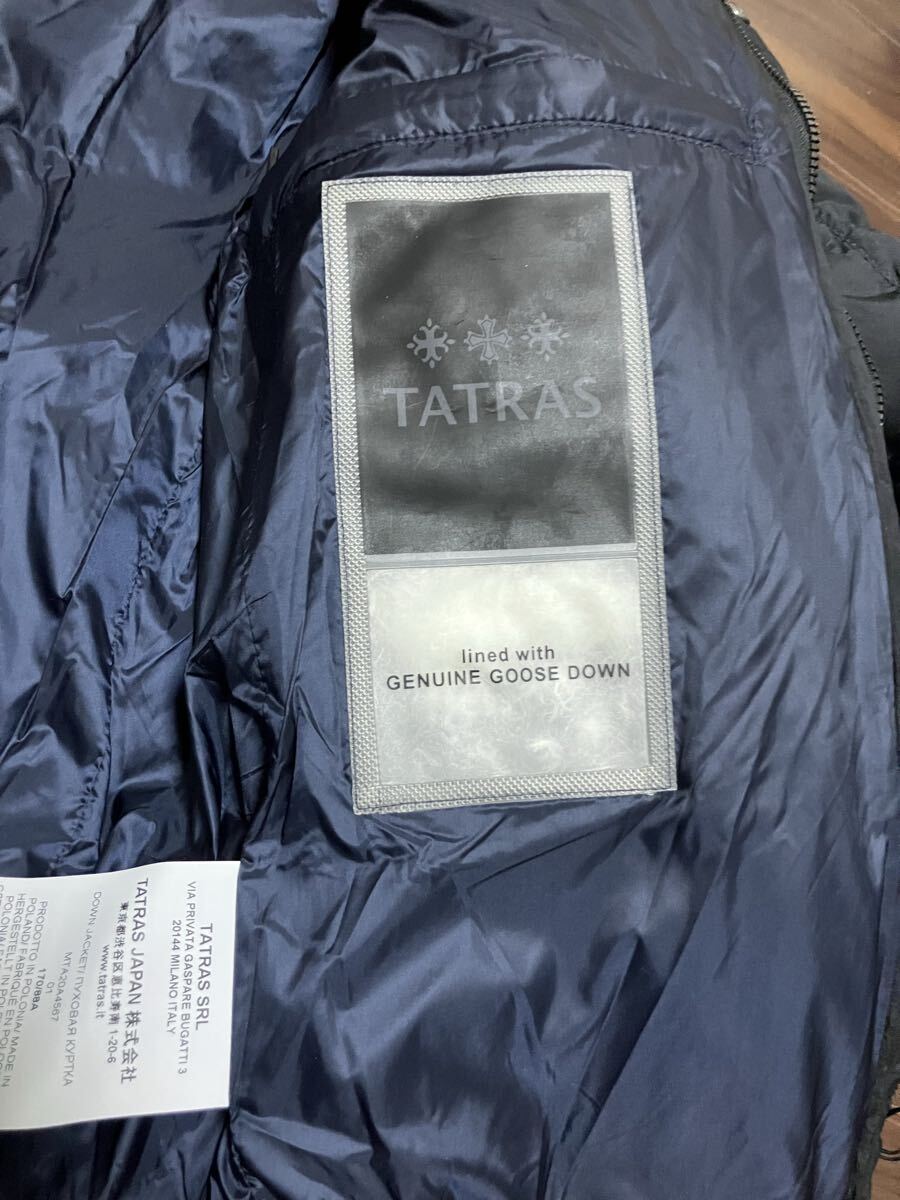 TATRAS
lined with
GENUINE GOOSE DOWN
TATRAS SRL
VIA PRIVATA GASPARE BUGATTI 3
20144 MILANO ITALY
TATRAS JAPAN 株式会社
東京都渋谷区恵比寿南 1-20-6
www.tatras.it
DOWN JACKET/ ПУХОВАЯ КУРТКА
MTA20A4567
01
170/88A
PRODOTTO IN POLONIA/ MADE IN
POLAND/ FABRIQUE EN POLOGNE
HERGESTELLT IN POLEN